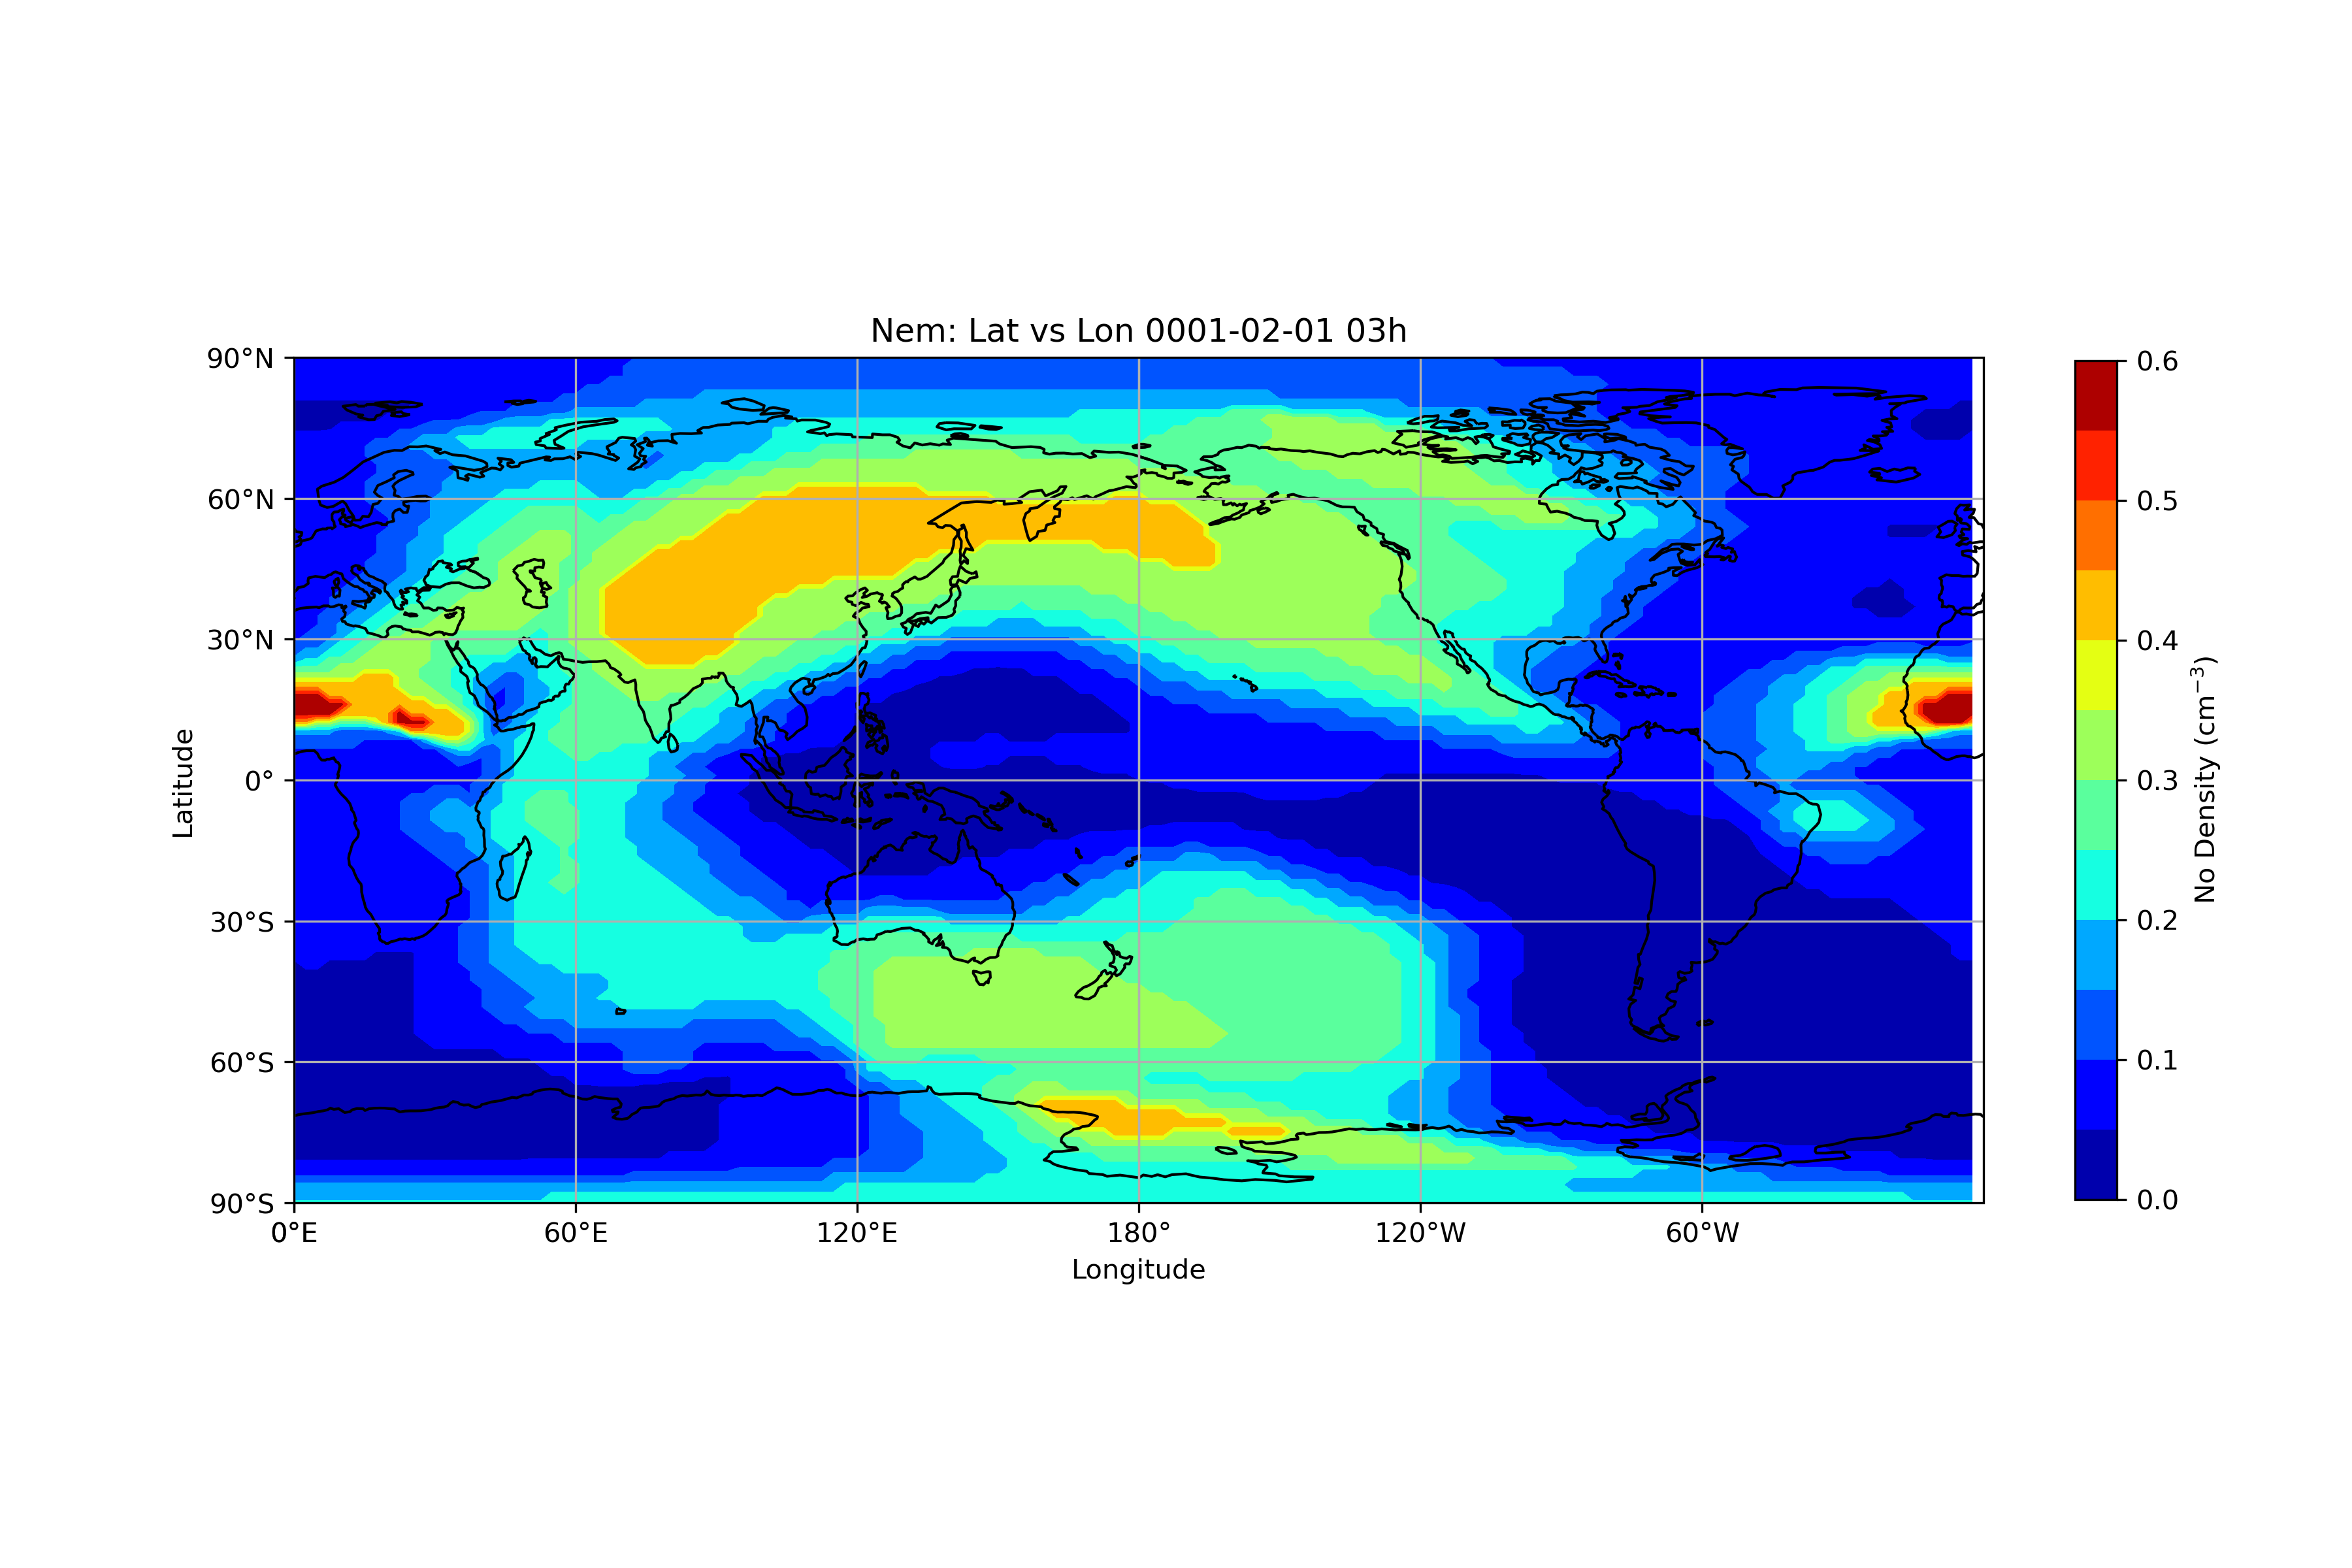 Nem: Lat vs Lon 0001-02-01 03h
90°N
60°N
30°N
0°
30°S
60°S
90°S
Latitude
0°E
60°E
120°E
180°
120°W
60°W
Longitude
0.6
0.5
0.4
0.3
0.2
0.1
0.0
No Density (cm⁻³)